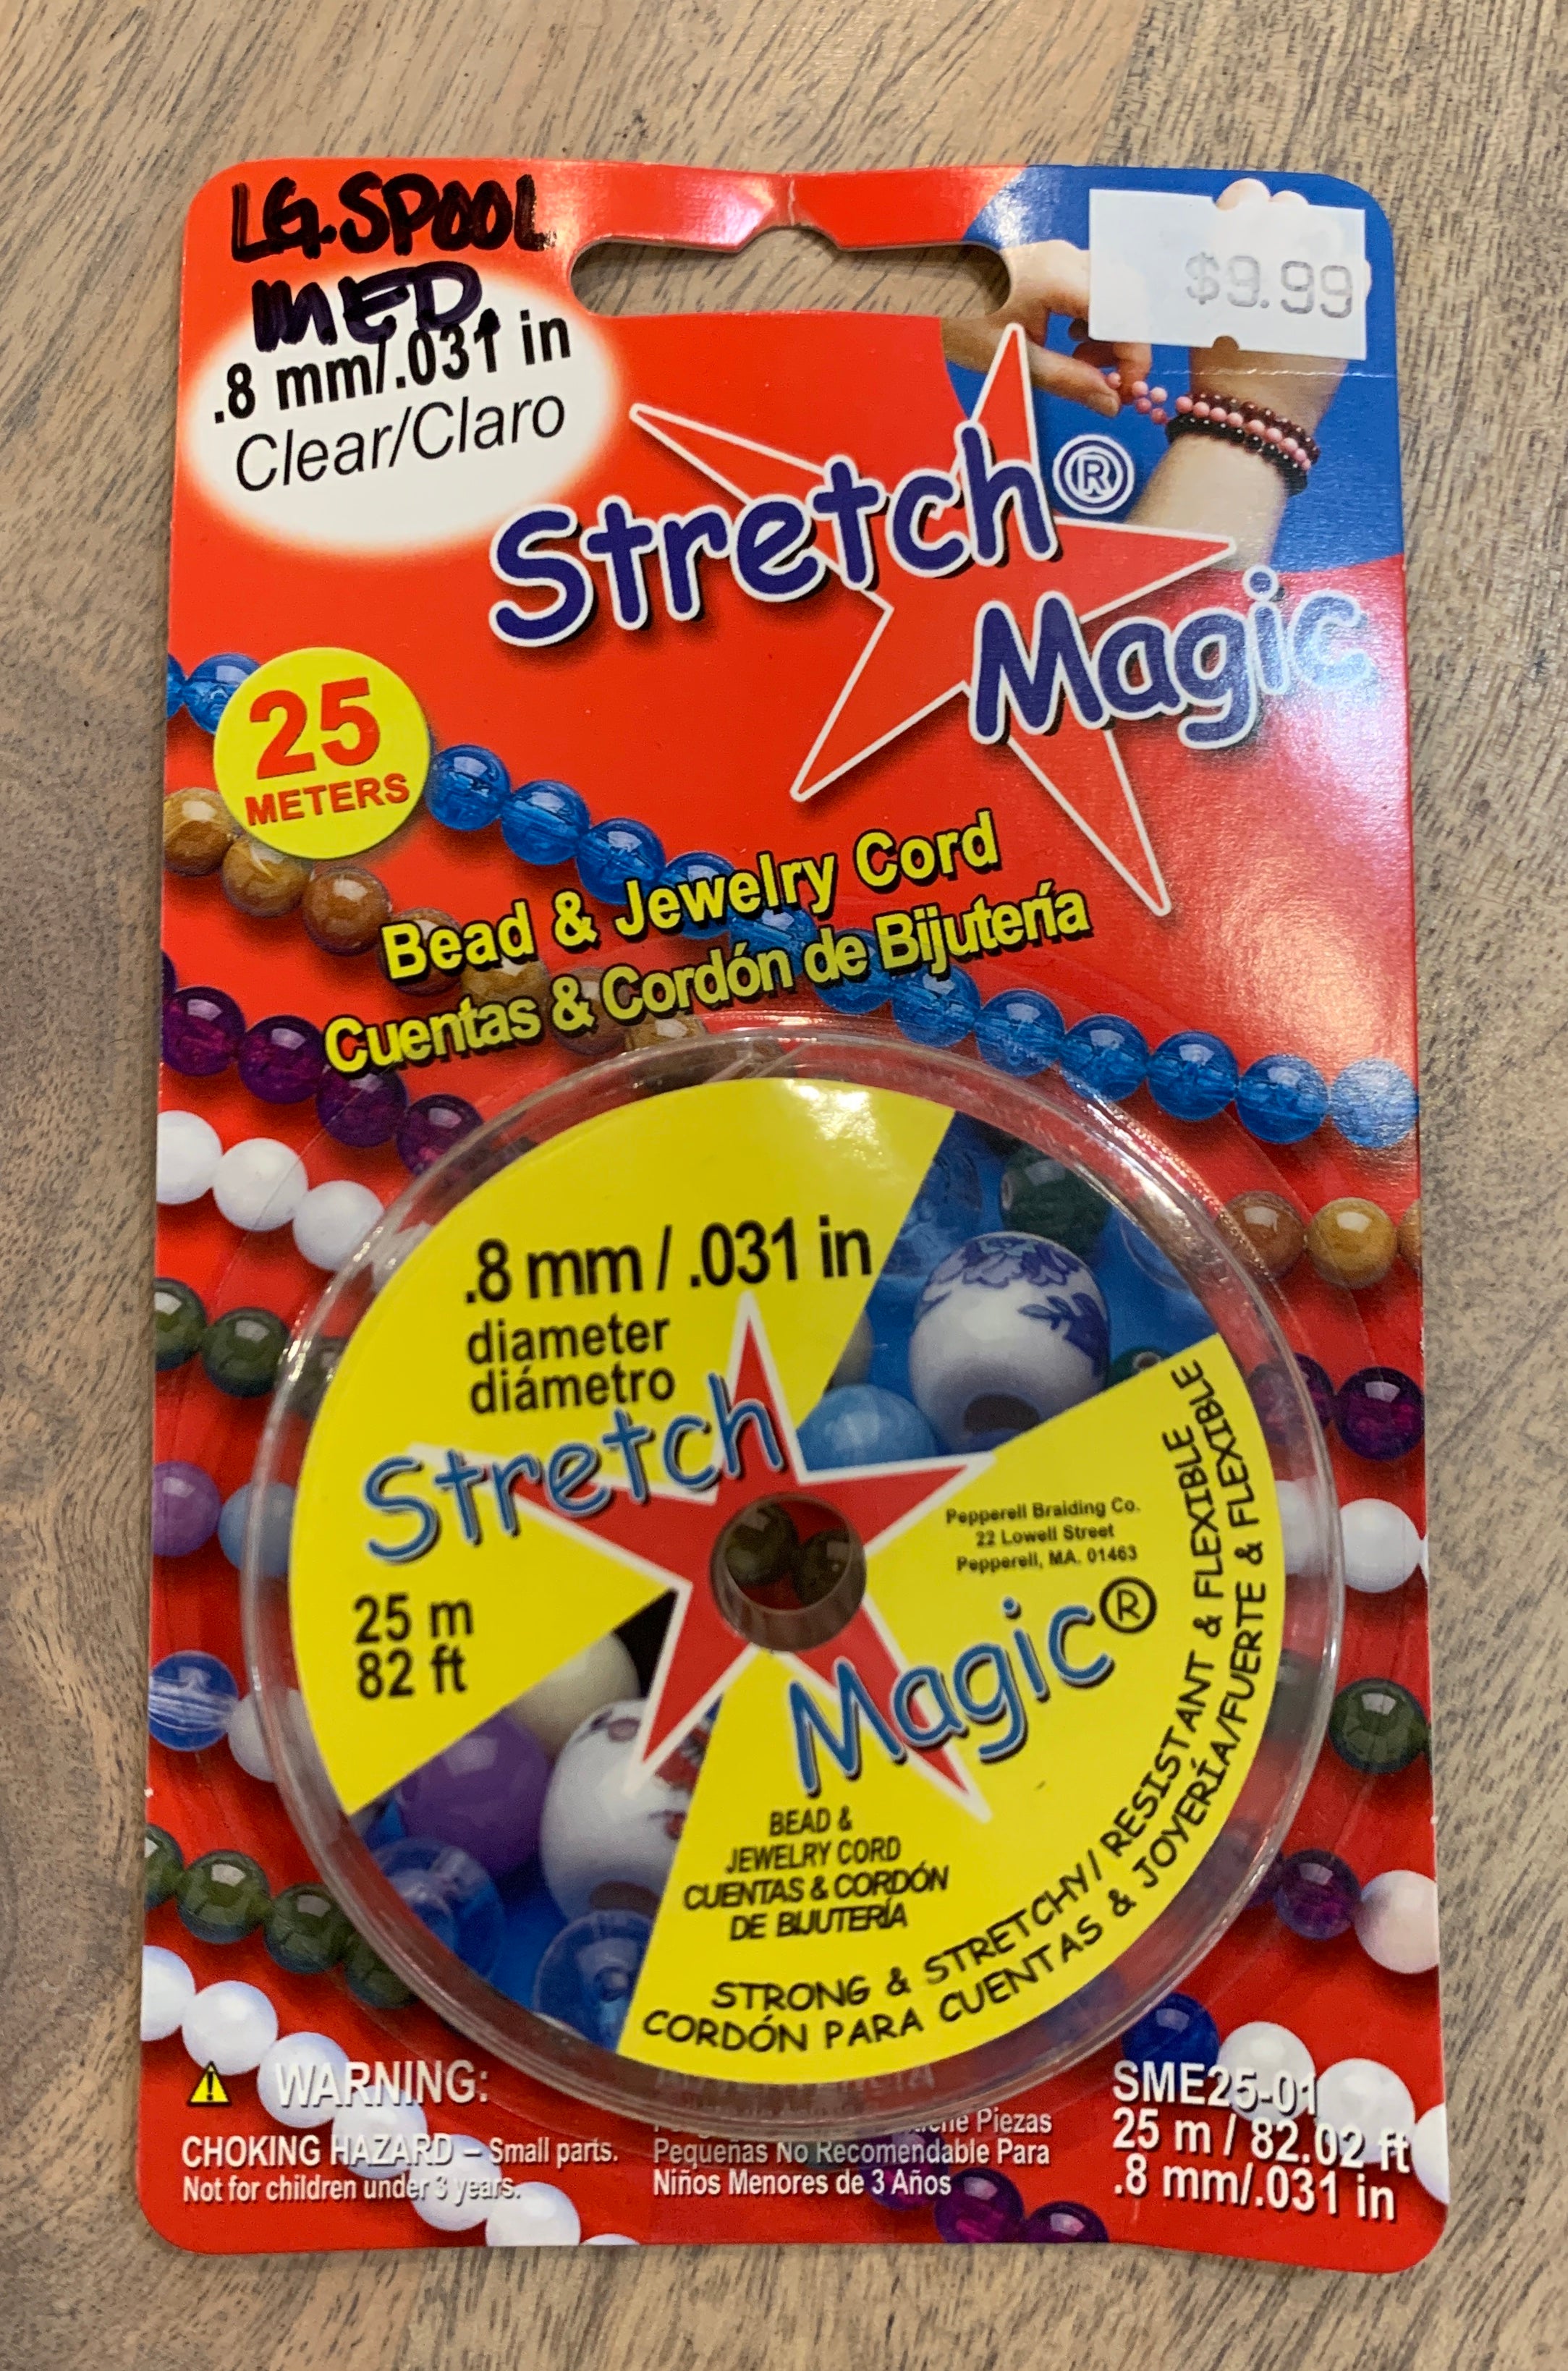 LG. SPOOL
MED.
.8 mm/.031 in
Clear/Claro
$9.99
Stretch®
Magic
25
METERS
Bead & Jewelry Cord
Cuentas & Cordón de Bijutería
.8 mm / .031 in
diameter
diámetro
Stretch
Magic®
25 m
82 ft
Pepperell Braiding Co.
22 Lowell Street
Pepperell, MA. 01463
BEAD &
JEWELRY CORD
CUENTAS & CORDÓN
DE BIJUTERÍA
STRONG & STRETCHY/ RESISTANT & FLEXIBLE
CORDÓN PARA CUENTAS & JOYERÍA/FUERTE & FLEXIBLE
WARNING:
CHOKING HAZARD – Small parts.
Not for children under 3 years.
Piezas
Pequeñas No Recomendable Para
Niños Menores de 3 Años
SME25-01
25 m / 82.02 ft
.8 mm/.031 in